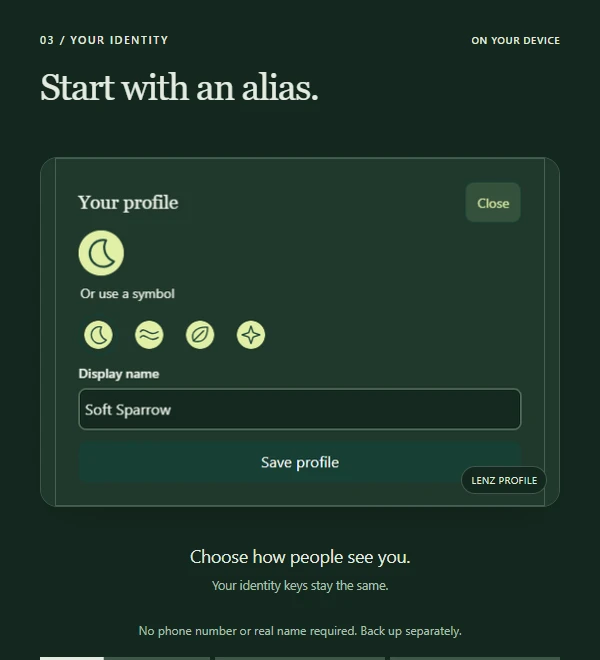 03 / YOUR IDENTITY
ON YOUR DEVICE
Start with an alias.
Your profile
Close
Or use a symbol
Display name
Soft Sparrow
Save profile
LENZ PROFILE
Choose how people see you.
Your identity keys stay the same.
No phone number or real name required. Back up separately.